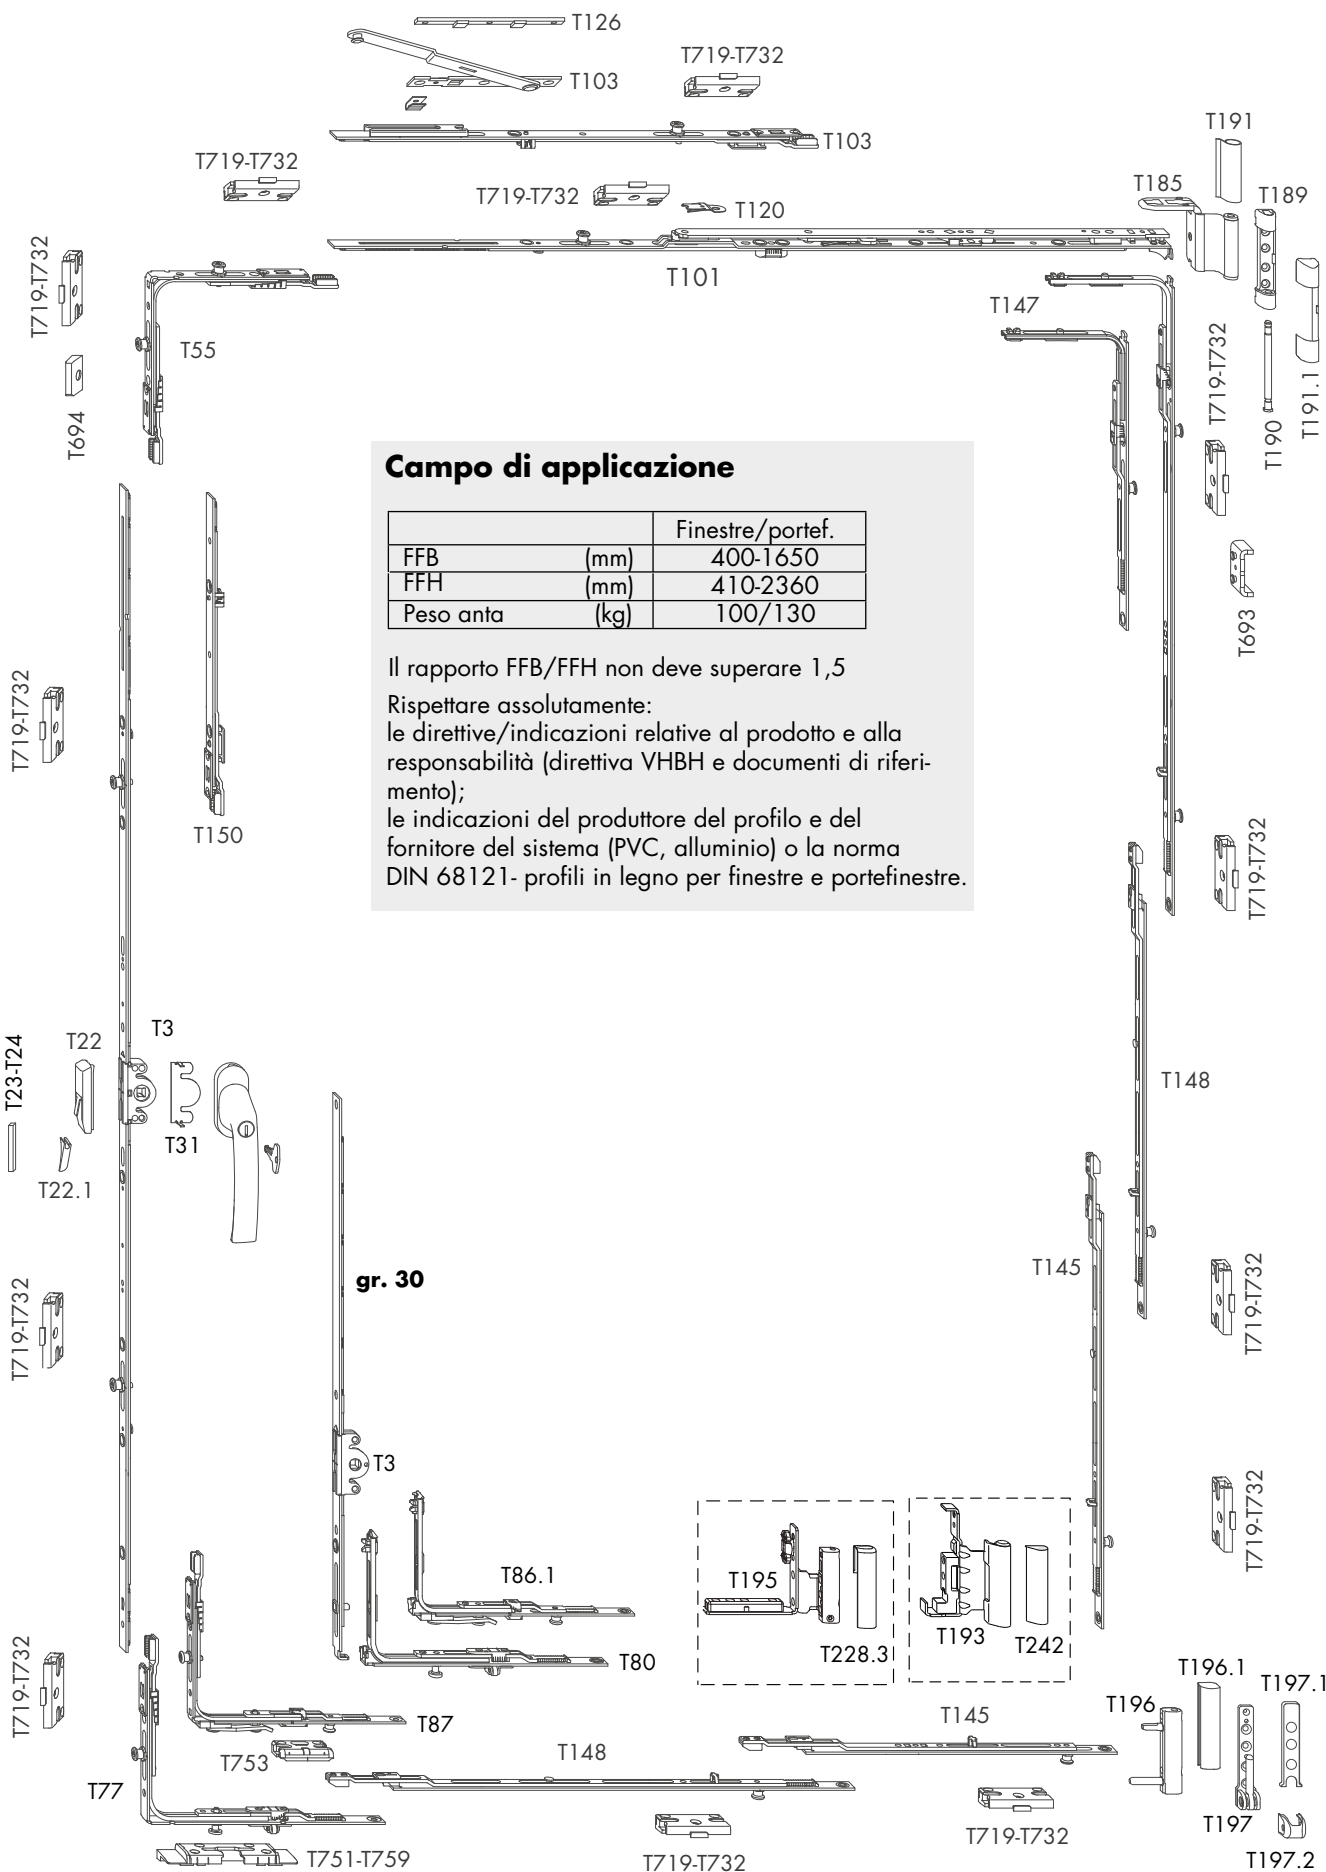 T126
T719-T732
T103
T103
T191
T719-T732
T719-T732
T120
T185
T189
T719-T732
T101
T147
T55
T719-T732
T694
T190
T191.1
Campo di applicazione
Finestre/portef.
FFB (mm) 400-1650
FFH (mm) 410-2360
Peso anta (kg) 100/130
Il rapporto FFB/FFH non deve superare 1,5
Rispettare assolutamente:
le direttive/indicazioni relative al prodotto e alla
responsabilità (direttiva VHBH e documenti di riferi-
mento);
le indicazioni del produttore del profilo e del
fornitore del sistema (PVC, alluminio) o la norma
DIN 68121- profili in legno per finestre e portefinestre.
T693
T719-T732
T150
T719-T732
T23-T24
T22
T3
T31
T22.1
T148
T145
gr. 30
T719-T732
T719-T732
T3
T719-T732
T86.1
T195
T228.3
T193
T242
T80
T719-T732
T87
T753
T77
T148
T145
T196
T196.1
T197.1
T197
T197.2
T751-T759
T719-T732
T719-T732